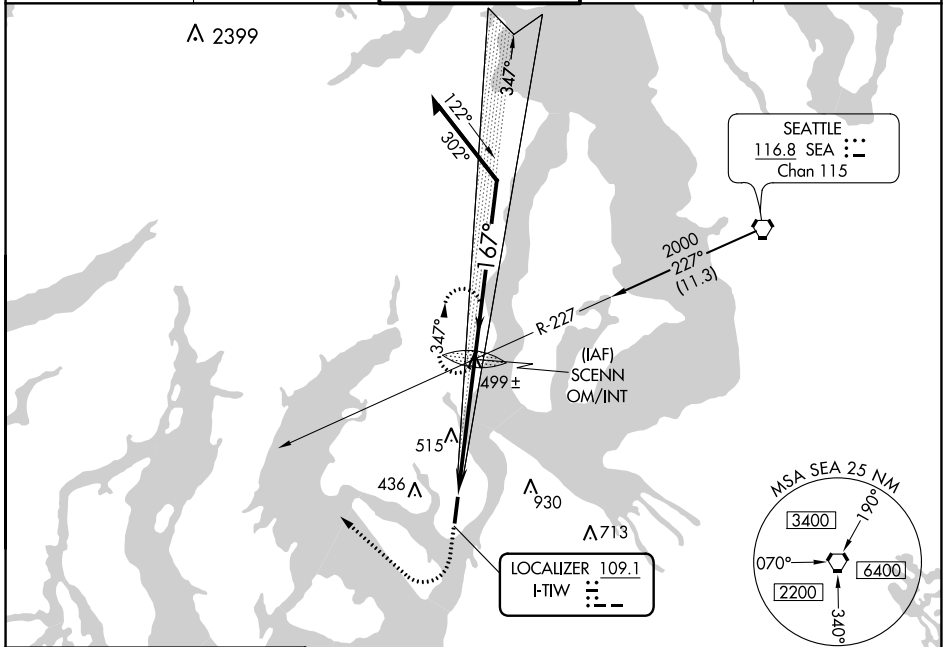 2399
347°
122°
302°
SEATTLE
116.8 SEA
Chan 115
167°
2000
227°
(11.3)
R-227
347°
(IAF)
SCENN
OM/INT
499 ±
515
436
930
713
LOCALIZER 109.1
I-TIW
MSA SEA 25 NM
3400
190°
070°
6400
2200
340°